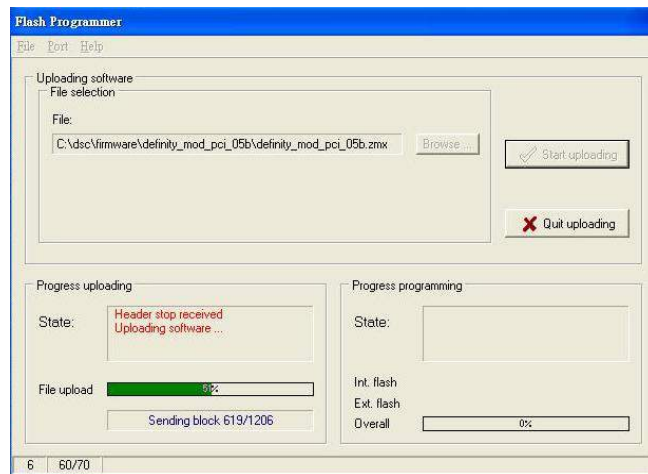 Flash Programmer
File Port Help
Uploading software
File selection
File:
C:\dsc\firmware\definity_mod_pci_05b\definity_mod_pci_05b.zmx
Browse ...
Start uploading
Quit uploading
Progress uploading
State:
Header stop received
Uploading software ...
File upload
51%
Sending block 619/1206
Progress programming
State:
Int. flash
Ext. flash
Overall
0%
6 60/70